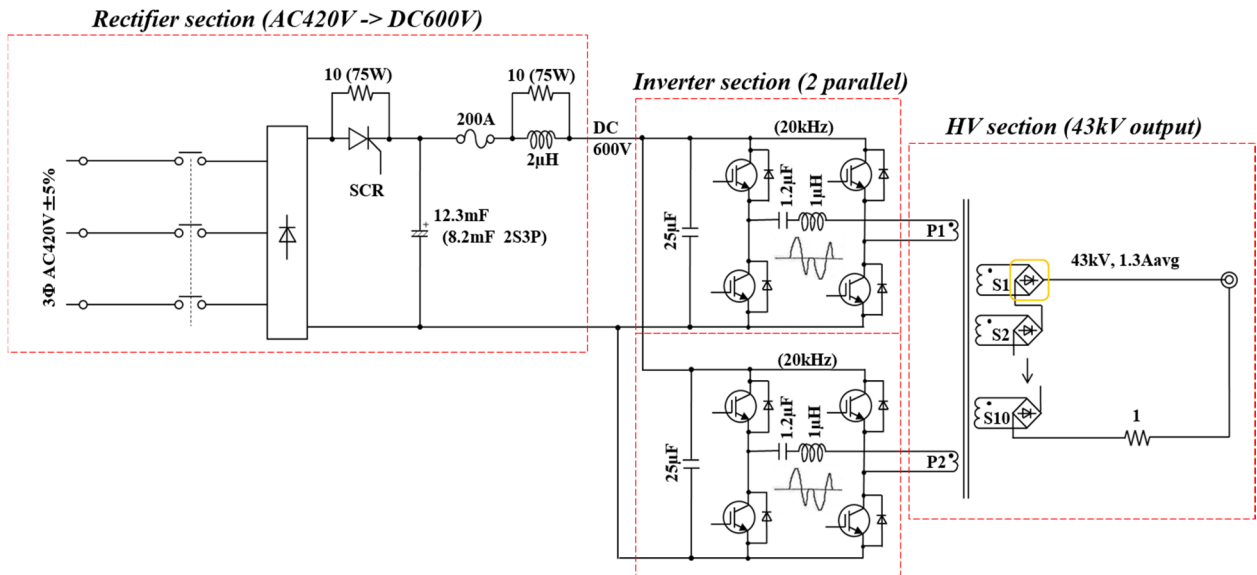 Rectifier section (AC420V -> DC600V)
10 (75W)
10 (75W)
200A
2µH
SCR
12.3mF
+
(8.2mF 2S3P)
3Φ AC420V±5%
DC
600V
Inverter section (2 parallel)
(20kHz)
1.2µF
1µH
25µF
P1
(20kHz)
1.2µF
1µH
25µF
P2
HV section (43kV output)
43kV, 1.3Aavg
S1
S2
S10
1